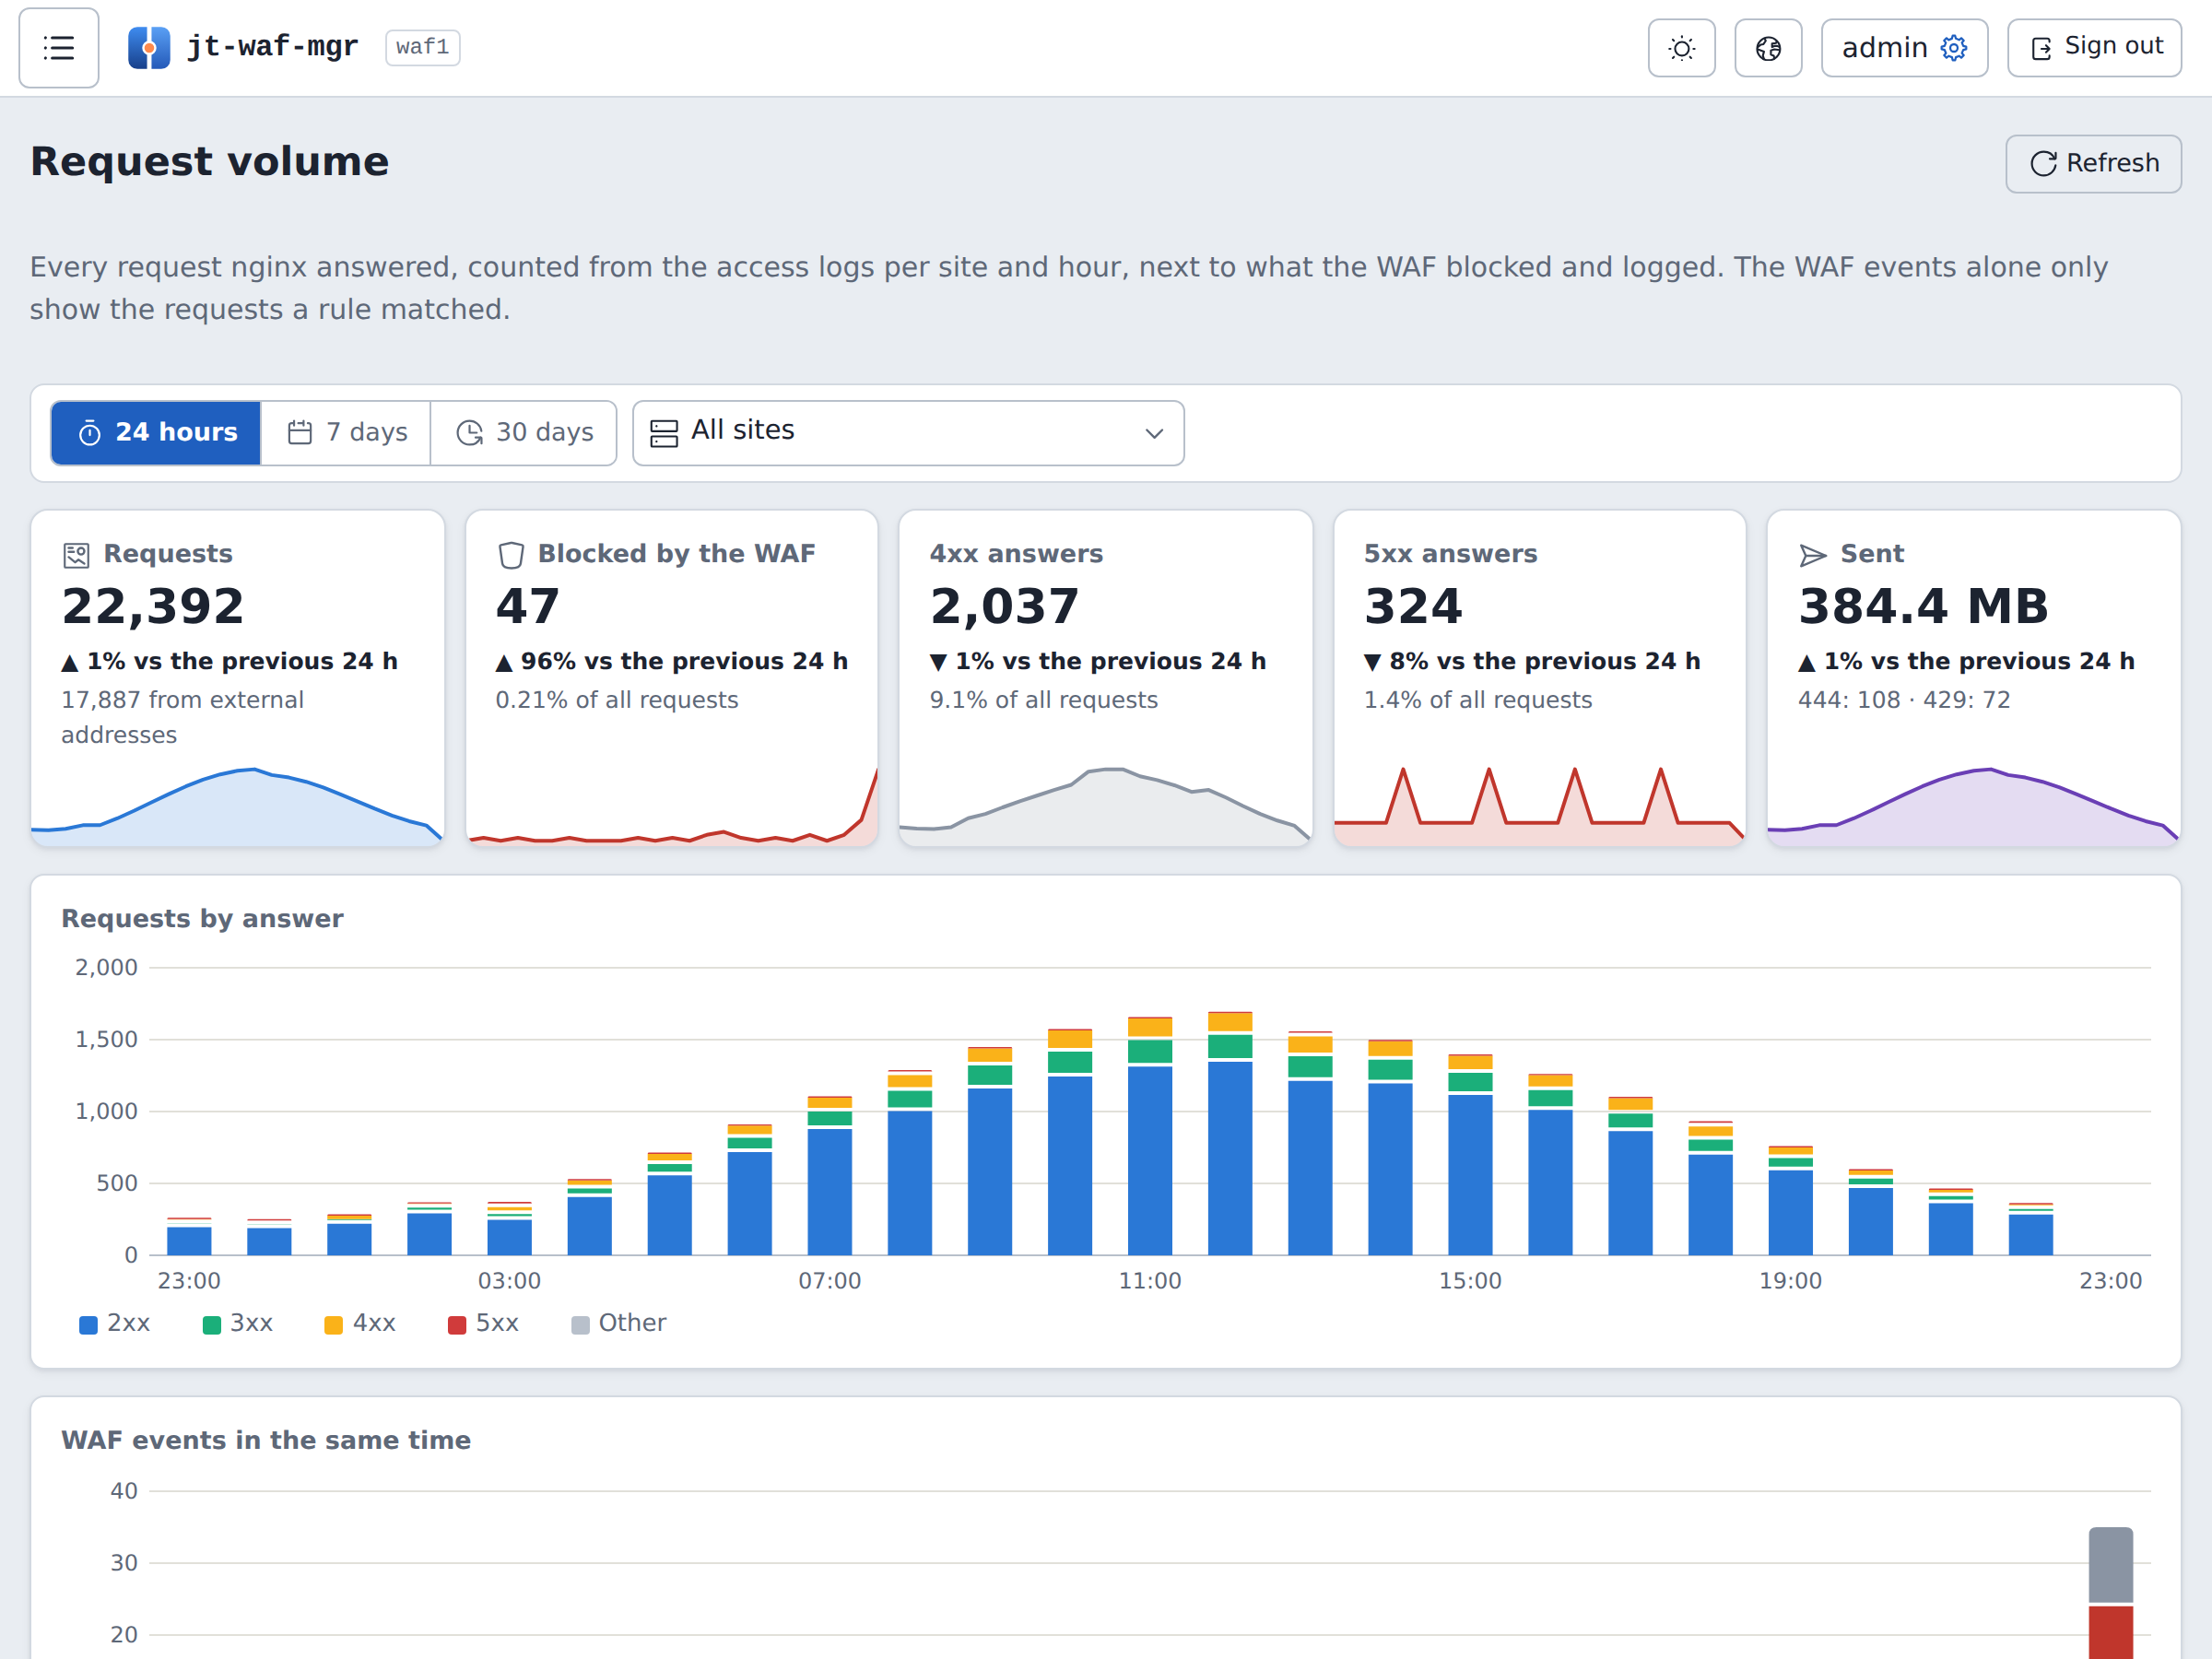 jt-waf-mgr waf1 admin Sign out
Request volume Refresh
Every request nginx answered, counted from the access logs per site and hour, next to what the WAF blocked and logged. The WAF events alone only
show the requests a rule matched.
24 hours 7 days 30 days All sites
Requests
22,392
▲ 1% vs the previous 24 h
17,887 from external
addresses
Blocked by the WAF
47
▲ 96% vs the previous 24 h
0.21% of all requests
4xx answers
2,037
▼ 1% vs the previous 24 h
9.1% of all requests
5xx answers
324
▼ 8% vs the previous 24 h
1.4% of all requests
Sent
384.4 MB
▲ 1% vs the previous 24 h
444: 108 · 429: 72
Requests by answer
2,000
1,500
1,000
500
0
23:00 03:00 07:00 11:00 15:00 19:00 23:00
2xx 3xx 4xx 5xx Other
WAF events in the same time
40
30
20